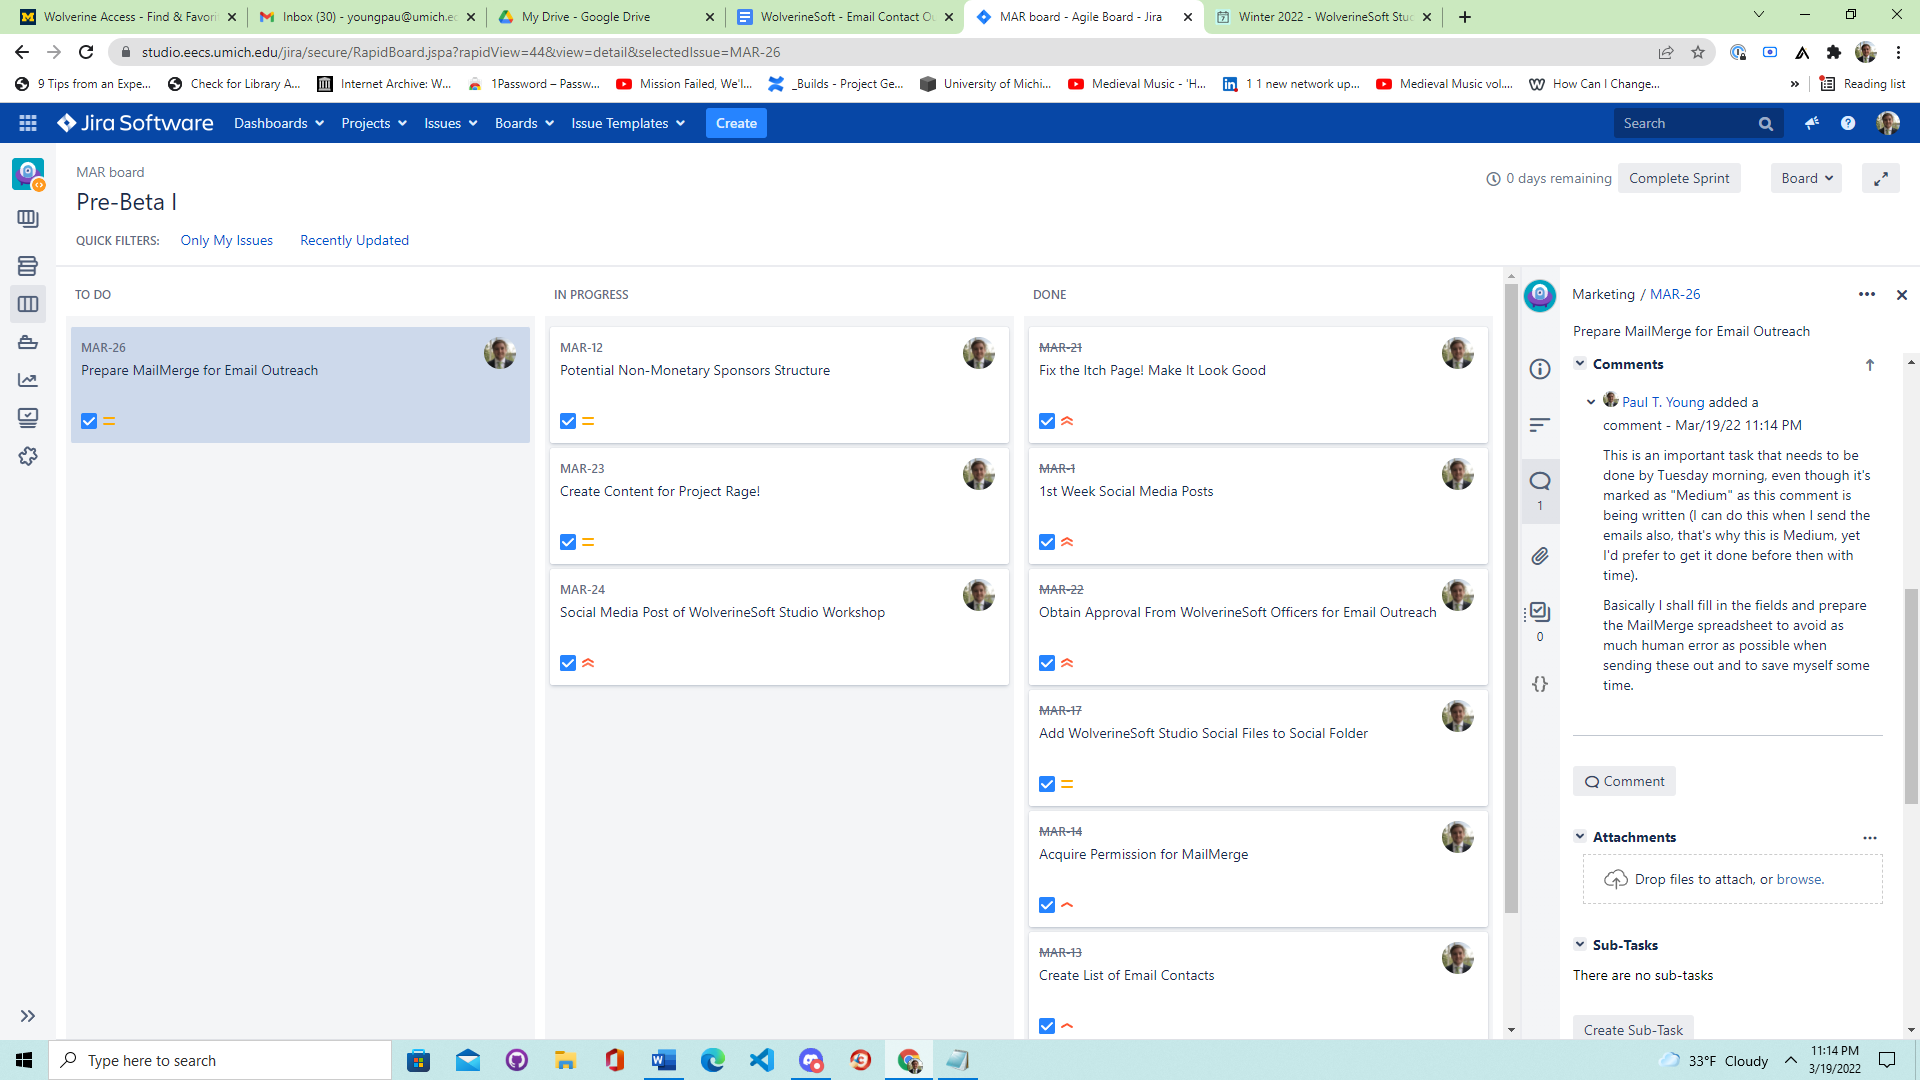 Wolverine Access - Find & Favori
Inbox (30) - youngpau@umich.ed
My Drive - Google Drive
WolverineSoft - Email Contact Ou
MAR board - Agile Board - Jira
Winter 2022 - WolverineSoft Stud
studio.eecs.umich.edu/jira/secure/RapidBoard.jspa?rapidView=44&view=detail&selectedIssue=MAR-26
9 Tips from an Expe...
Check for Library A...
Internet Archive: W...
1Password – Passw...
Mission Failed, We'l...
_Builds - Project Ge...
University of Michi...
Medieval Music - 'H...
1 1 new network up...
Medieval Music vol....
How Can I Change...
»
Reading list
Jira Software
Dashboards
Projects
Issues
Boards
Issue Templates
Create
Search
MAR board
Pre-Beta I
0 days remaining
Complete Sprint
Board
QUICK FILTERS:
Only My Issues
Recently Updated
TO DO
MAR-26
Prepare MailMerge for Email Outreach
IN PROGRESS
MAR-12
Potential Non-Monetary Sponsors Structure
MAR-23
Create Content for Project Rage!
MAR-24
Social Media Post of WolverineSoft Studio Workshop
DONE
MAR-21
Fix the Itch Page! Make It Look Good
MAR-1
1st Week Social Media Posts
MAR-22
Obtain Approval From WolverineSoft Officers for Email Outreach
MAR-17
Add WolverineSoft Studio Social Files to Social Folder
MAR-14
Acquire Permission for MailMerge
MAR-13
Create List of Email Contacts
1
0
Marketing / MAR-26
Prepare MailMerge for Email Outreach
Comments
Paul T. Young added a
comment - Mar/19/22 11:14 PM
This is an important task that needs to be
done by Tuesday morning, even though it's
marked as "Medium" as this comment is
being written (I can do this when I send the
emails also, that's why this is Medium, yet
I'd prefer to get it done before then with
time).
Basically I shall fill in the fields and prepare
the MailMerge spreadsheet to avoid as
much human error as possible when
sending these out and to save myself some
time.
Comment
Attachments
Drop files to attach, or browse.
Sub-Tasks
There are no sub-tasks
Create Sub-Task
Type here to search
33°F Cloudy
11:14 PM
3/19/2022